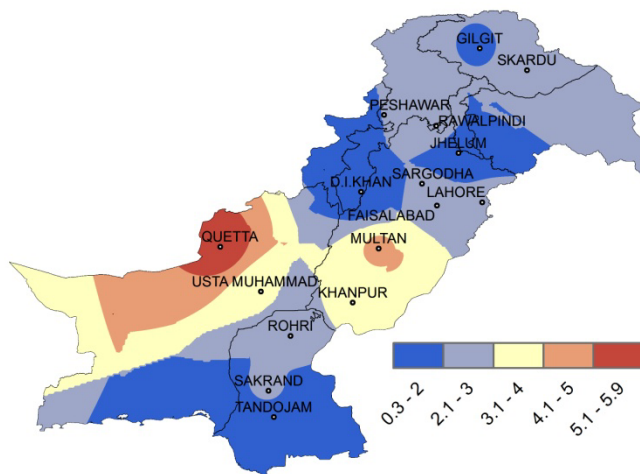 GILGIT
SKARDU
PESHAWAR
RAWALPINDI
JHELUM
SARGODHA
D.I.KHAN
LAHORE
FAISALABAD
QUETTA
MULTAN
USTA MUHAMMAD
KHANPUR
ROHRI
SAKRAND
TANDOJAM
0.3 - 2
2.1 - 3
3.1 - 4
4.1 - 5
5.1 - 5.9